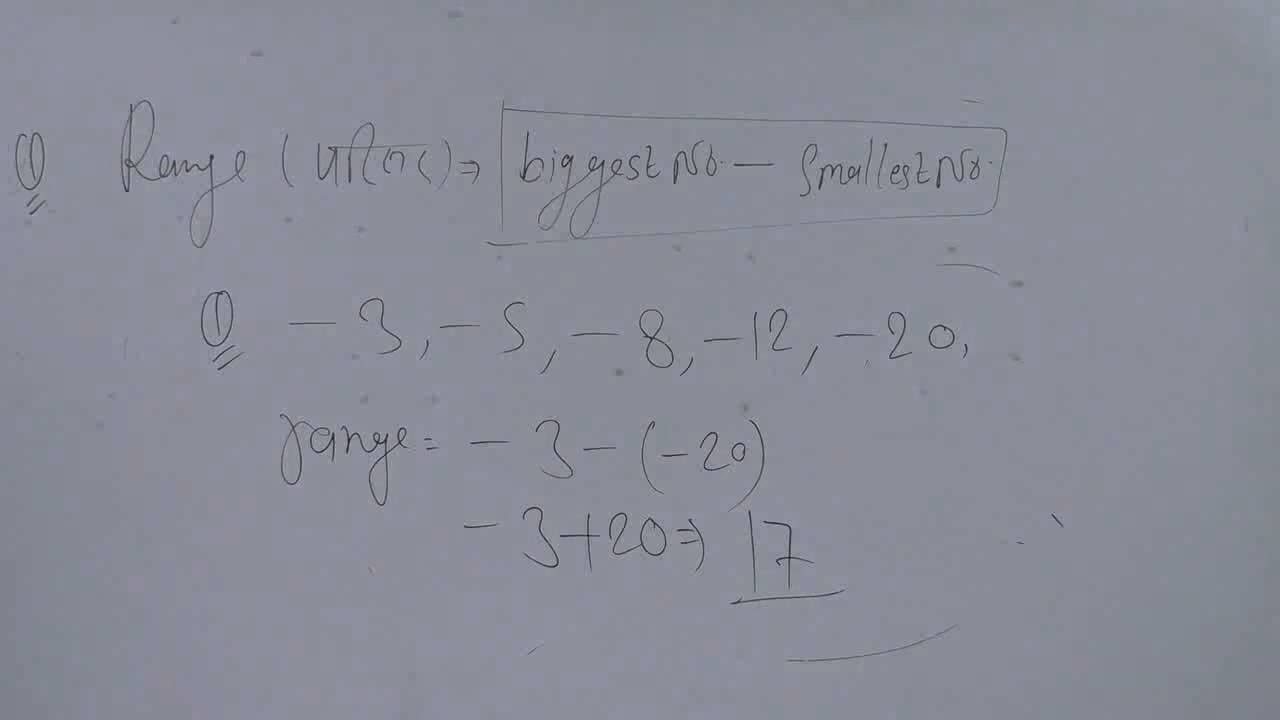 ① Range (परिसर) ⇒ biggest No. — Smallest No.
① - 3, - 5, - 8, - 12, - 20,
range = - 3 - (-20)
- 3 + 20 ⇒ 17